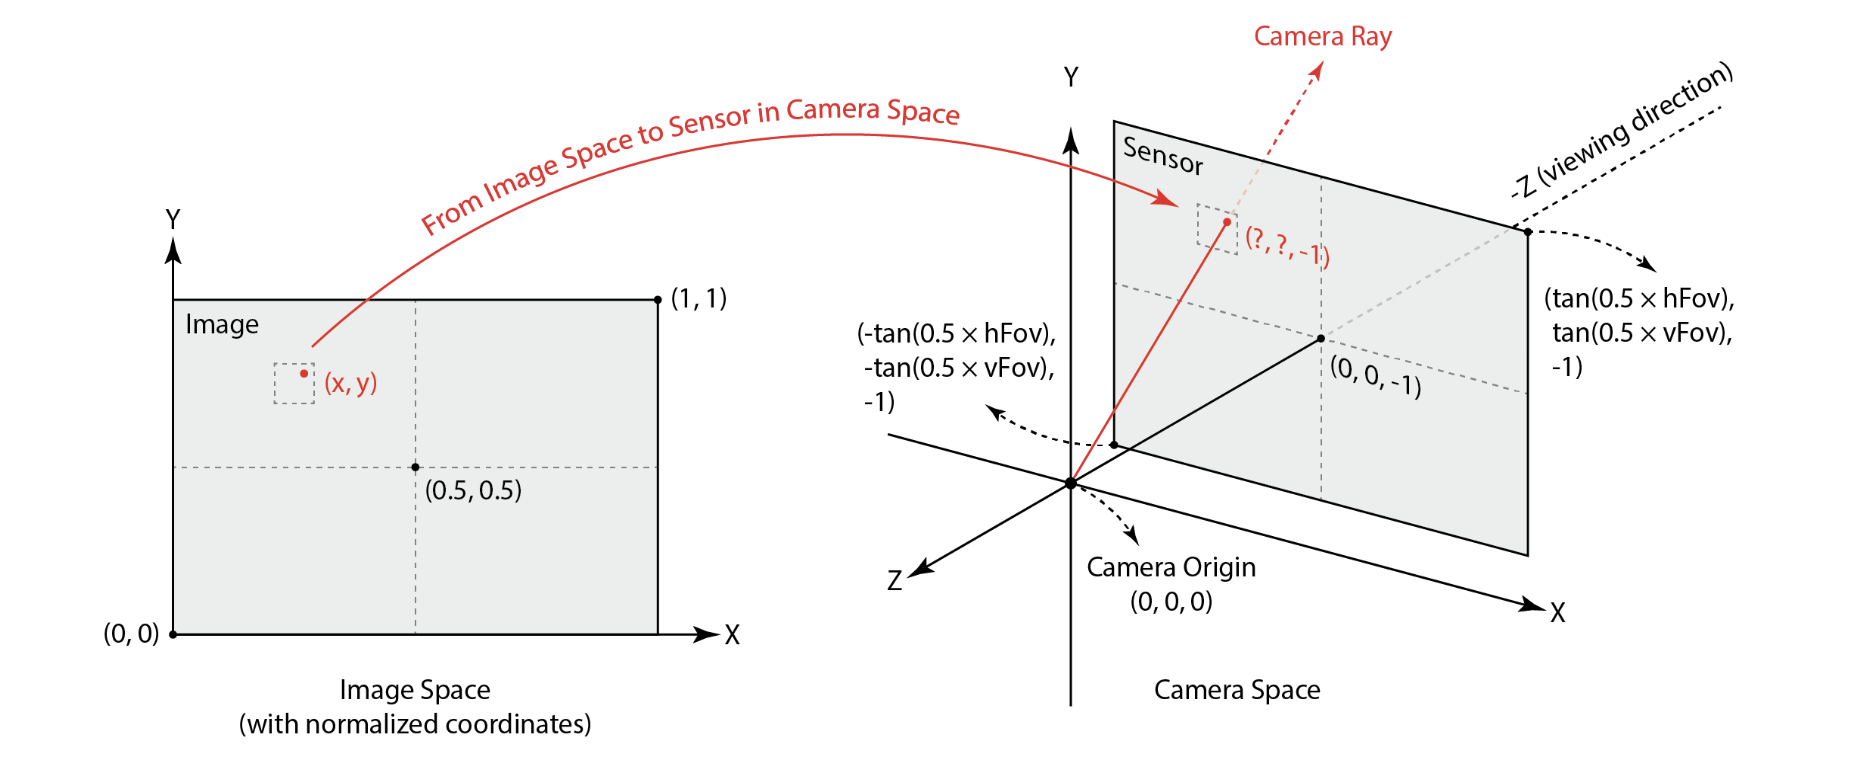 Y
Image
(1, 1)
(x, y)
(0.5, 0.5)
(0, 0)
X
Image Space
(with normalized coordinates)
From Image Space to Sensor in Camera Space
Camera Ray
Y
Sensor
-Z (viewing direction)
(?, ?, -1)
(tan(0.5 × hFov),
tan(0.5 × vFov),
-1)
(-tan(0.5 × hFov),
-tan(0.5 × vFov),
-1)
(0, 0, -1)
Z
Camera Origin
(0, 0, 0)
X
Camera Space